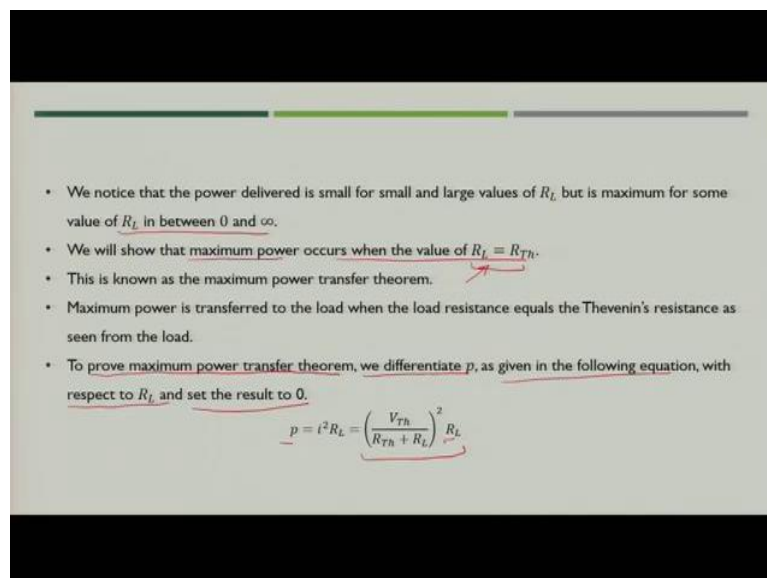 • We notice that the power delivered is small for small and large values of R_L but is maximum for some
value of R_L in between 0 and ∞.
• We will show that maximum power occurs when the value of R_L = R_Th.
• This is known as the maximum power transfer theorem.
• Maximum power is transferred to the load when the load resistance equals the Thevenin's resistance as
seen from the load.
• To prove maximum power transfer theorem, we differentiate p, as given in the following equation, with
respect to R_L and set the result to 0.
p = i²R_L = (V_Th / (R_Th + R_L))² R_L